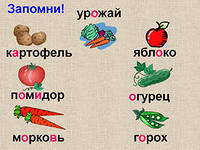 Запомни!
урожай
картофель яблоко
помидор огурец
морковь горох